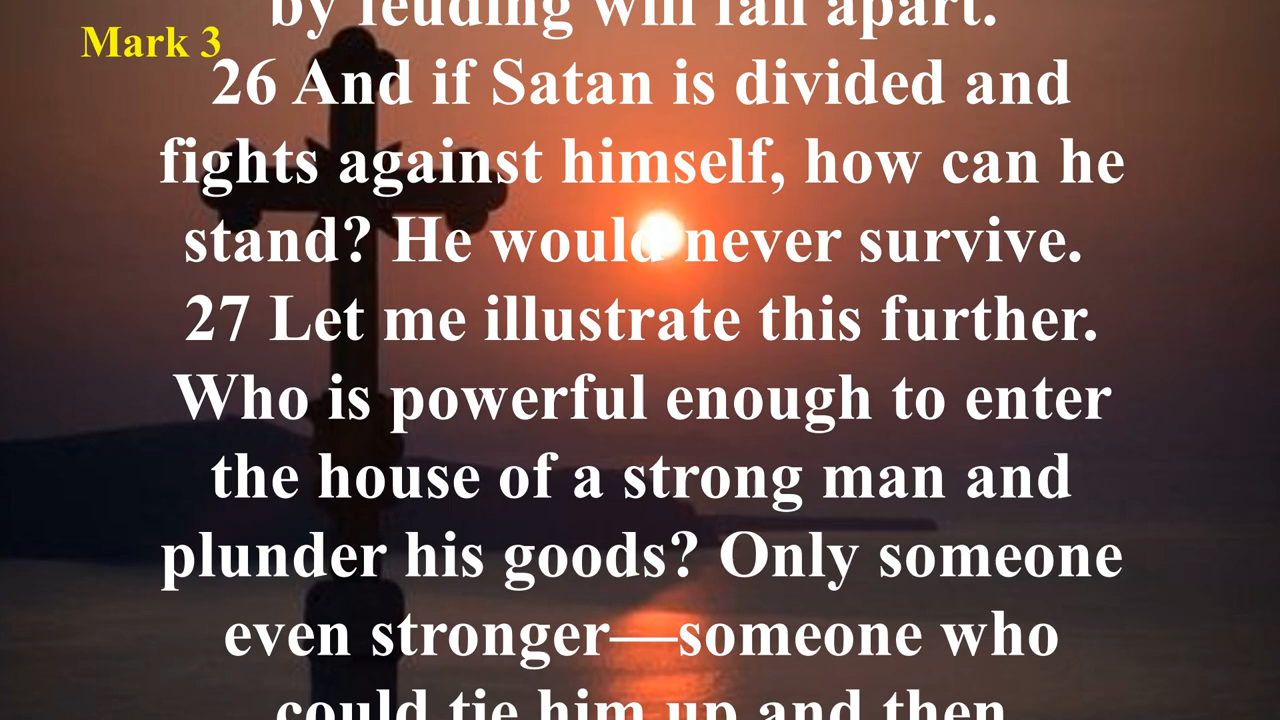 by feuding will fall apart.
Mark 3
26 And if Satan is divided and
fights against himself, how can he
stand? He would never survive.
27 Let me illustrate this further.
Who is powerful enough to enter
the house of a strong man and
plunder his goods? Only someone
even stronger—someone who
could tie him up and then